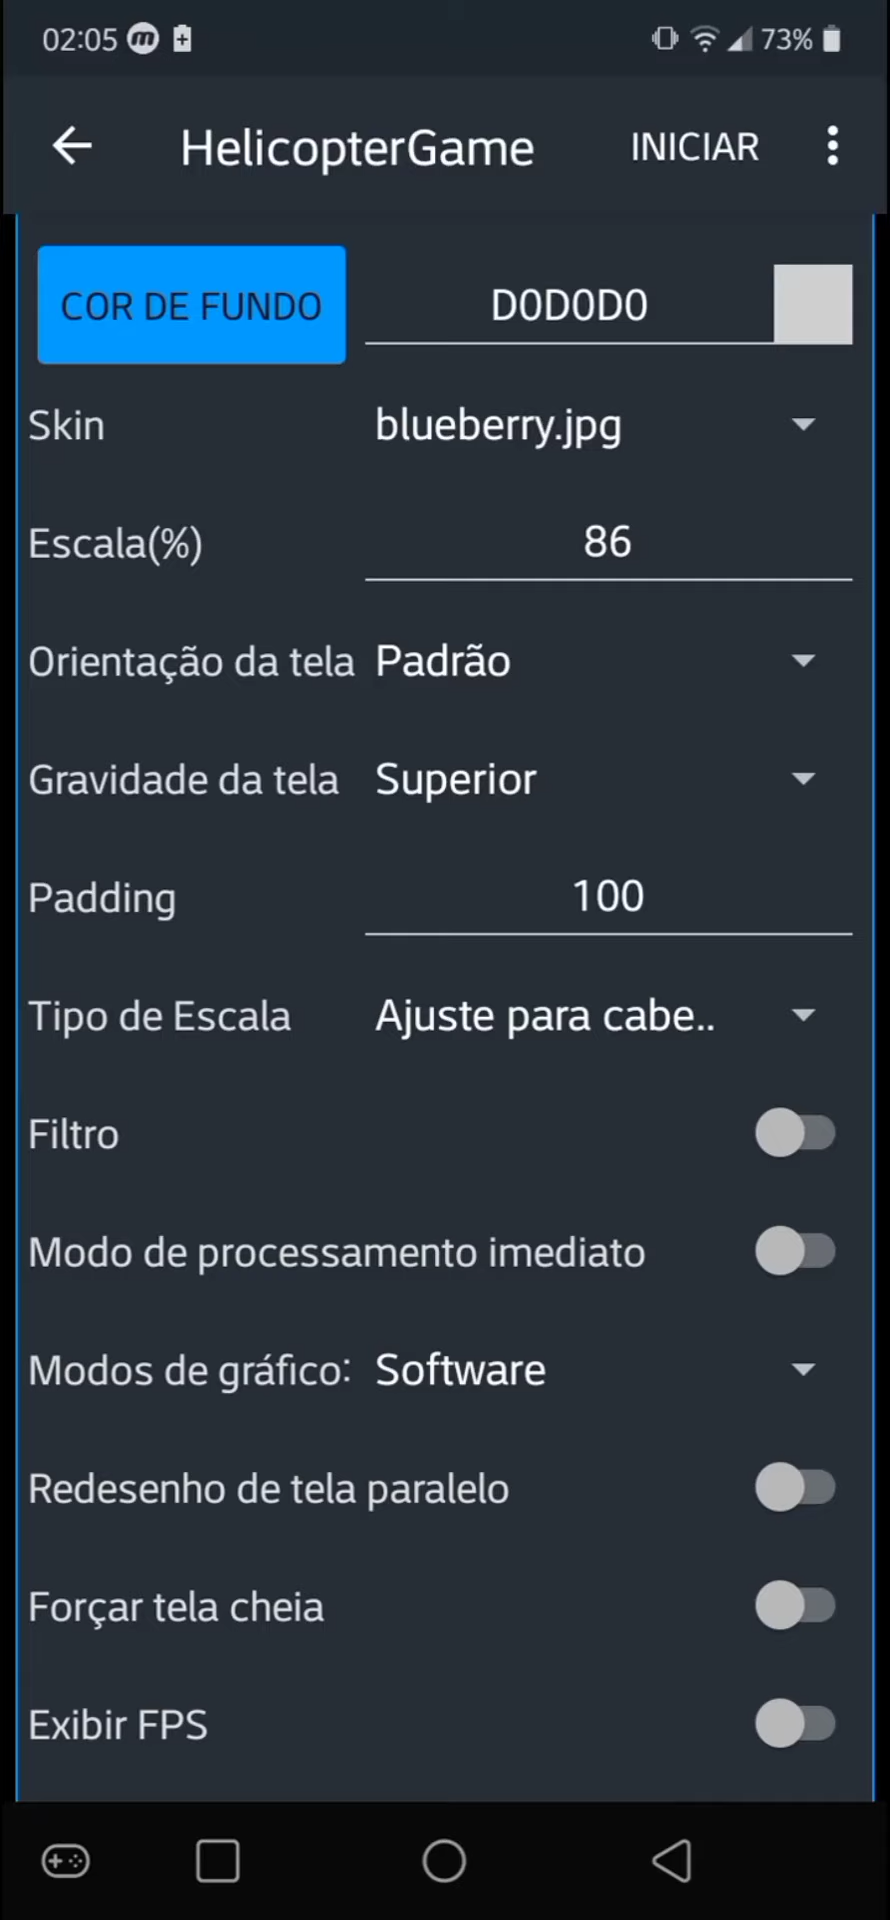 02:05 73%
HelicopterGame INICIAR
COR DE FUNDO D0D0D0
Skin blueberry.jpg
Escala(%) 86
Orientação da tela Padrão
Gravidade da tela Superior
Padding 100
Tipo de Escala Ajuste para cabe..
Filtro
Modo de processamento imediato
Modos de gráfico: Software
Redesenho de tela paralelo
Forçar tela cheia
Exibir FPS